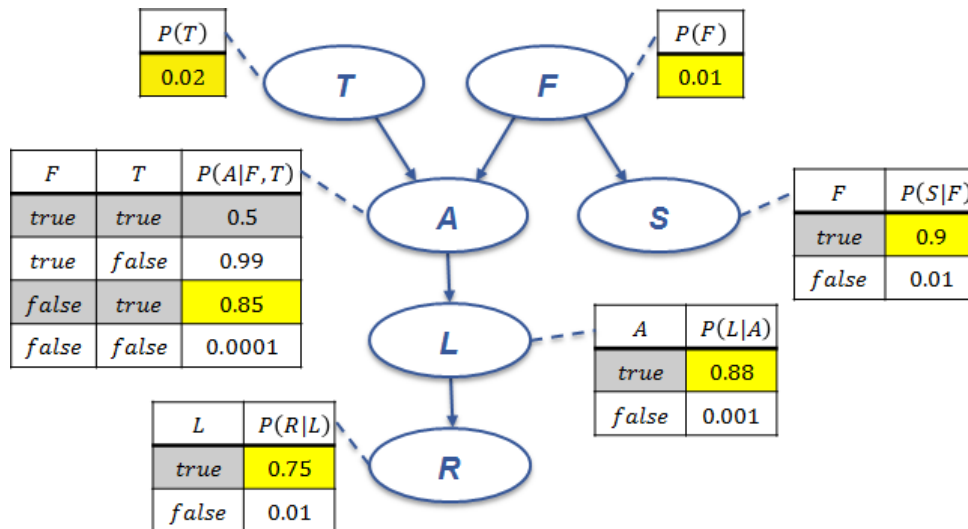 P(T)
0.02
T
F
P(F)
0.01
F T P(A|F,T)
true true 0.5
true false 0.99
false true 0.85
false false 0.0001
A
S
F P(S|F)
true 0.9
false 0.01
L
A P(L|A)
true 0.88
false 0.001
L P(R|L)
true 0.75
false 0.01
R